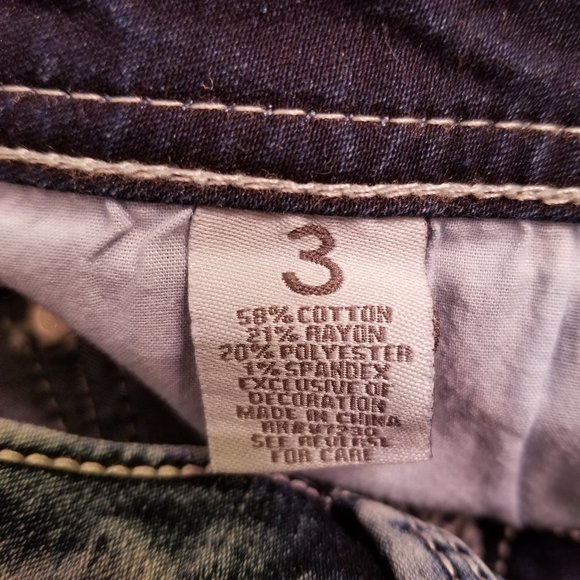 3
58% COTTON
21% RAYON
20% POLYESTER
1% SPANDEX
EXCLUSIVE OF
DECORATION
MADE IN CHINA
SEE REVERSE
FOR CARE